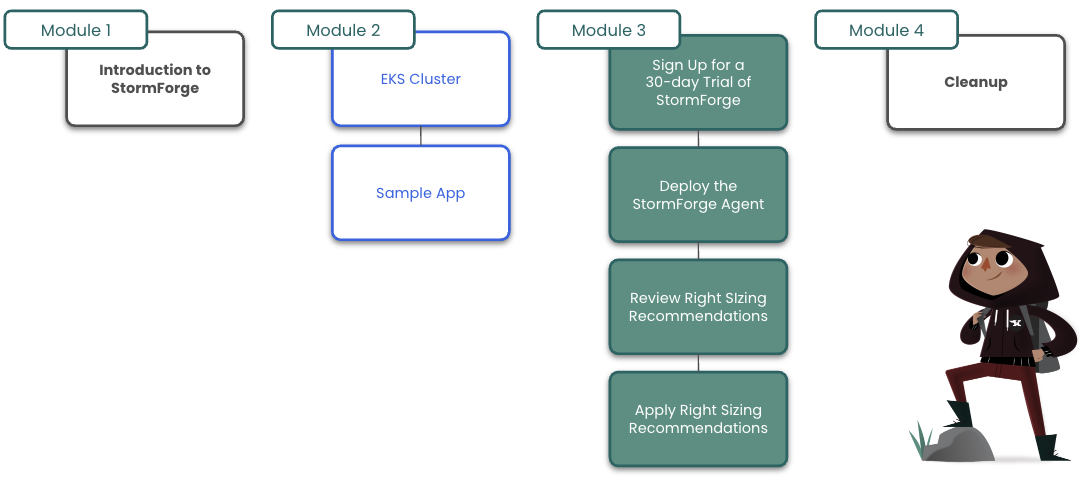 Module 1
Introduction to
StormForge
Module 2
EKS Cluster
Sample App
Module 3
Sign Up for a
30-day Trial of
StormForge
Deploy the
StormForge Agent
Review Right SIzing
Recommendations
Apply Right Sizing
Recommendations
Module 4
Cleanup